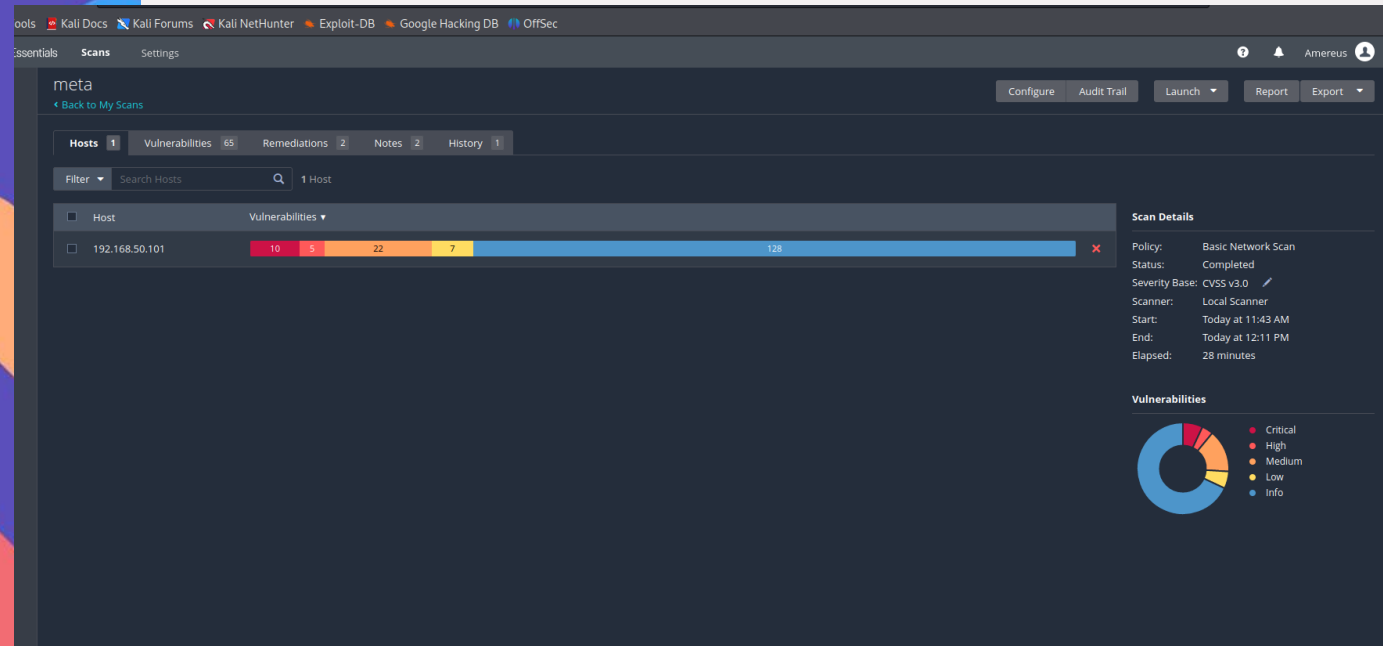 ools Kali Docs Kali Forums Kali NetHunter Exploit-DB Google Hacking DB OffSec
Essentials Scans Settings ? Amereus
meta
Back to My Scans
Configure Audit Trail Launch Report Export
Hosts 1 Vulnerabilities 65 Remediations 2 Notes 2 History 1
Filter Search Hosts 1 Host
Host Vulnerabilities
192.168.50.101 10 5 22 7 128
Scan Details
Policy: Basic Network Scan
Status: Completed
Severity Base: CVSS v3.0
Scanner: Local Scanner
Start: Today at 11:43 AM
End: Today at 12:11 PM
Elapsed: 28 minutes
Vulnerabilities
Critical
High
Medium
Low
Info